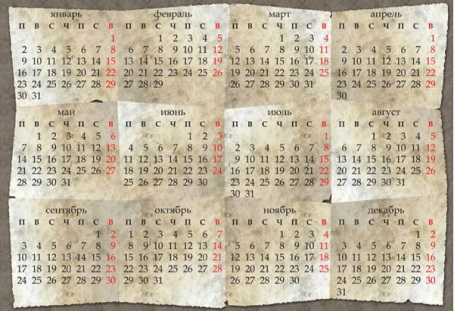 январь
П В С Ч П С В
1
2 3 4 5 6 7 8
9 10 11 12 13 14 15
16 17 18 19 20 21 22
23 24 25 26 27 28 29
30 31
февраль
П В С Ч П С В
1 2 3 4 5
6 7 8 9 10 11 12
13 14 15 16 17 18 19
20 21 22 23 24 25 26
27 28 29
март
П В С Ч П С В
1 2 3 4
5 6 7 8 9 10 11
12 13 14 15 16 17 18
19 20 21 22 23 24 25
26 27 28 29 30 31
апрель
П В С Ч П С В
1
2 3 4 5 6 7 8
9 10 11 12 13 14 15
16 17 18 19 20 21 22
23 24 25 26 27 28 29
30
май
П В С Ч П С В
1 2 3 4 5 6
7 8 9 10 11 12 13
14 15 16 17 18 19 20
21 22 23 24 25 26 27
28 29 30 31
июнь
П В С Ч П С В
1 2 3
4 5 6 7 8 9 10
11 12 13 14 15 16 17
18 19 20 21 22 23 24
25 26 27 28 29 30
июль
П В С Ч П С В
1
2 3 4 5 6 7 8
9 10 11 12 13 14 15
16 17 18 19 20 21 22
23 24 25 26 27 28 29
30 31
август
П В С Ч П С В
1 2 3 4 5
6 7 8 9 10 11 12
13 14 15 16 17 18 19
20 21 22 23 24 25 26
27 28 29 30 31
сентябрь
П В С Ч П С В
1 2
3 4 5 6 7 8 9
10 11 12 13 14 15 16
17 18 19 20 21 22 23
24 25 26 27 28 29 30
октябрь
П В С Ч П С В
1 2 3 4 5 6 7
8 9 10 11 12 13 14
15 16 17 18 19 20 21
22 23 24 25 26 27 28
29 30 31
ноябрь
П В С Ч П С В
1 2 3 4
5 6 7 8 9 10 11
12 13 14 15 16 17 18
19 20 21 22 23 24 25
26 27 28 29 30
декабрь
П В С Ч П С В
1 2
3 4 5 6 7 8 9
10 11 12 13 14 15 16
17 18 19 20 21 22 23
24 25 26 27 28 29 30
31